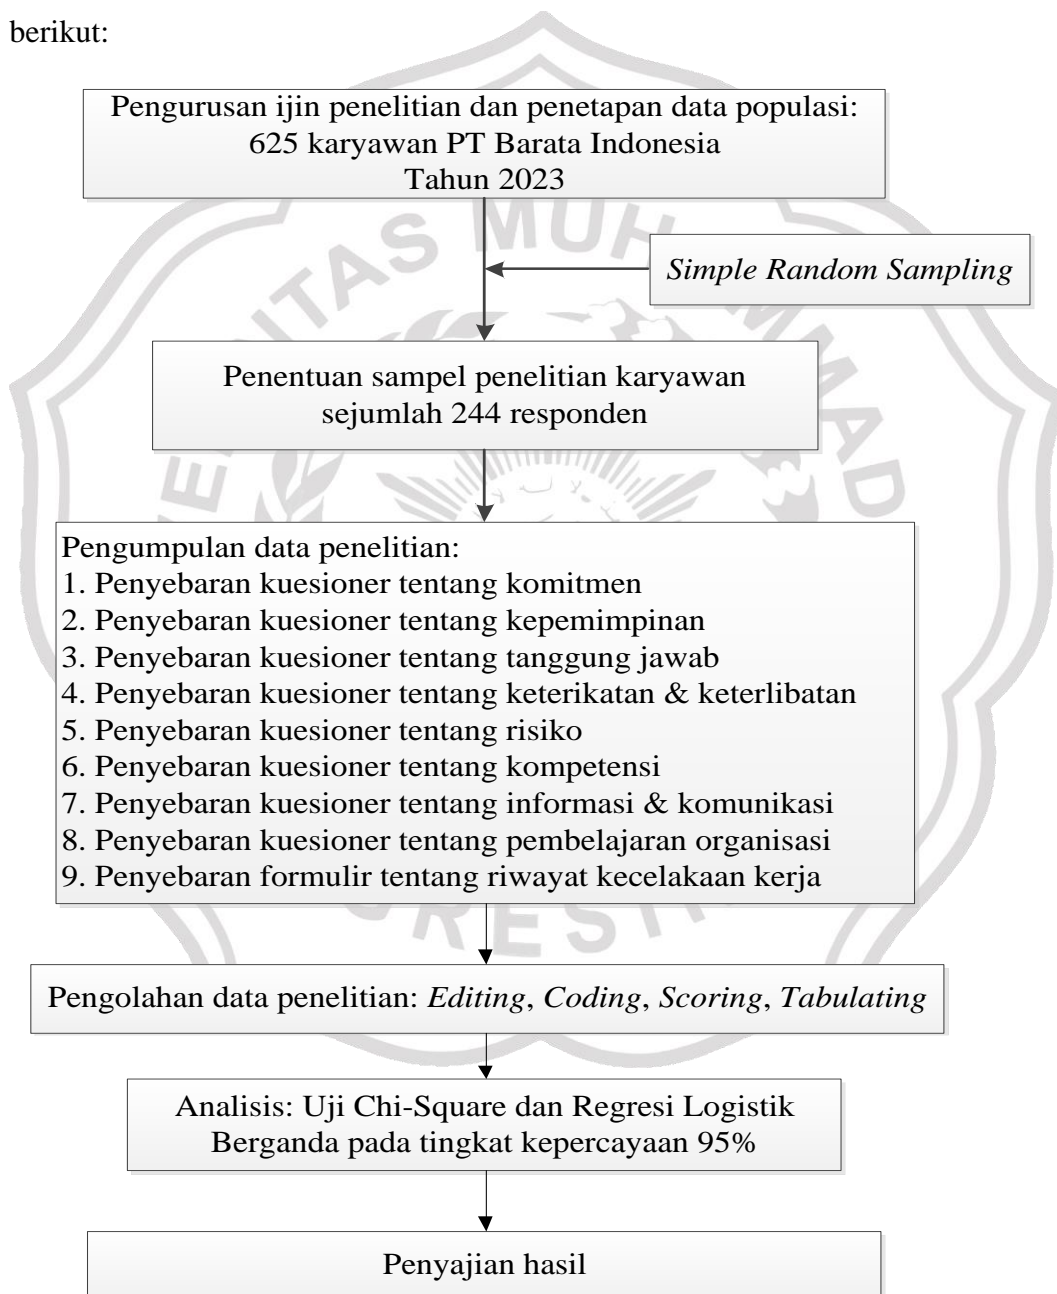 berikut:
Pengurusan ijin penelitian dan penetapan data populasi:
625 karyawan PT Barata Indonesia
Tahun 2023
Simple Random Sampling
Penentuan sampel penelitian karyawan
sejumlah 244 responden
Pengumpulan data penelitian:
1. Penyebaran kuesioner tentang komitmen
2. Penyebaran kuesioner tentang kepemimpinan
3. Penyebaran kuesioner tentang tanggung jawab
4. Penyebaran kuesioner tentang keterikatan & keterlibatan
5. Penyebaran kuesioner tentang risiko
6. Penyebaran kuesioner tentang kompetensi
7. Penyebaran kuesioner tentang informasi & komunikasi
8. Penyebaran kuesioner tentang pembelajaran organisasi
9. Penyebaran formulir tentang riwayat kecelakaan kerja
Pengolahan data penelitian: Editing, Coding, Scoring, Tabulating
Analisis: Uji Chi-Square dan Regresi Logistik
Berganda pada tingkat kepercayaan 95%
Penyajian hasil